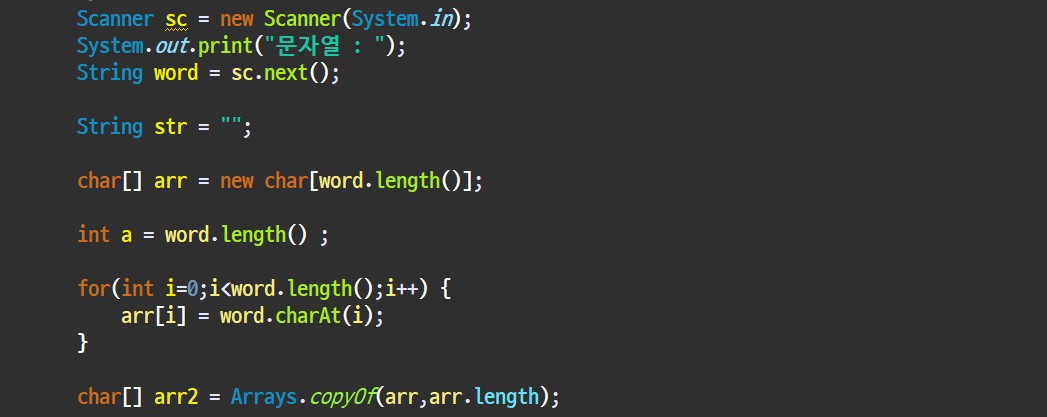 Scanner sc = new Scanner(System.in);
System.out.print("문자열 : ");
String word = sc.next();
String str = "";
char[] arr = new char[word.length()];
int a = word.length() ;
for(int i=0;i<word.length();i++) {
arr[i] = word.charAt(i);
}
char[] arr2 = Arrays.copyOf(arr,arr.length);